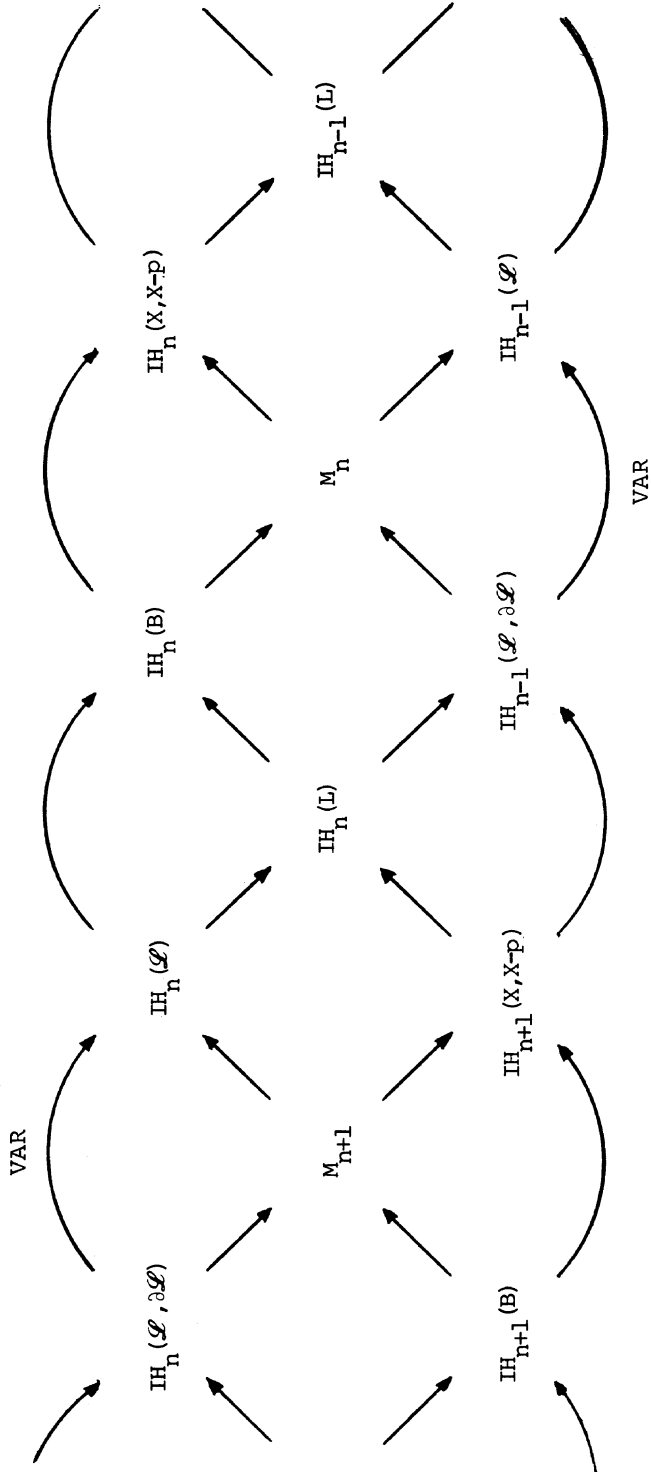 VAR
IH_n(ℒ,∂ℒ) IH_n(ℒ) IH_n(B) IH_n(X,X-p)
M_{n+1} IH_n(L) M_n IH_{n-1}(L)
IH_{n+1}(B) IH_{n+1}(X,X-p) IH_{n-1}(ℒ,∂ℒ) IH_{n-1}(ℒ)
VAR